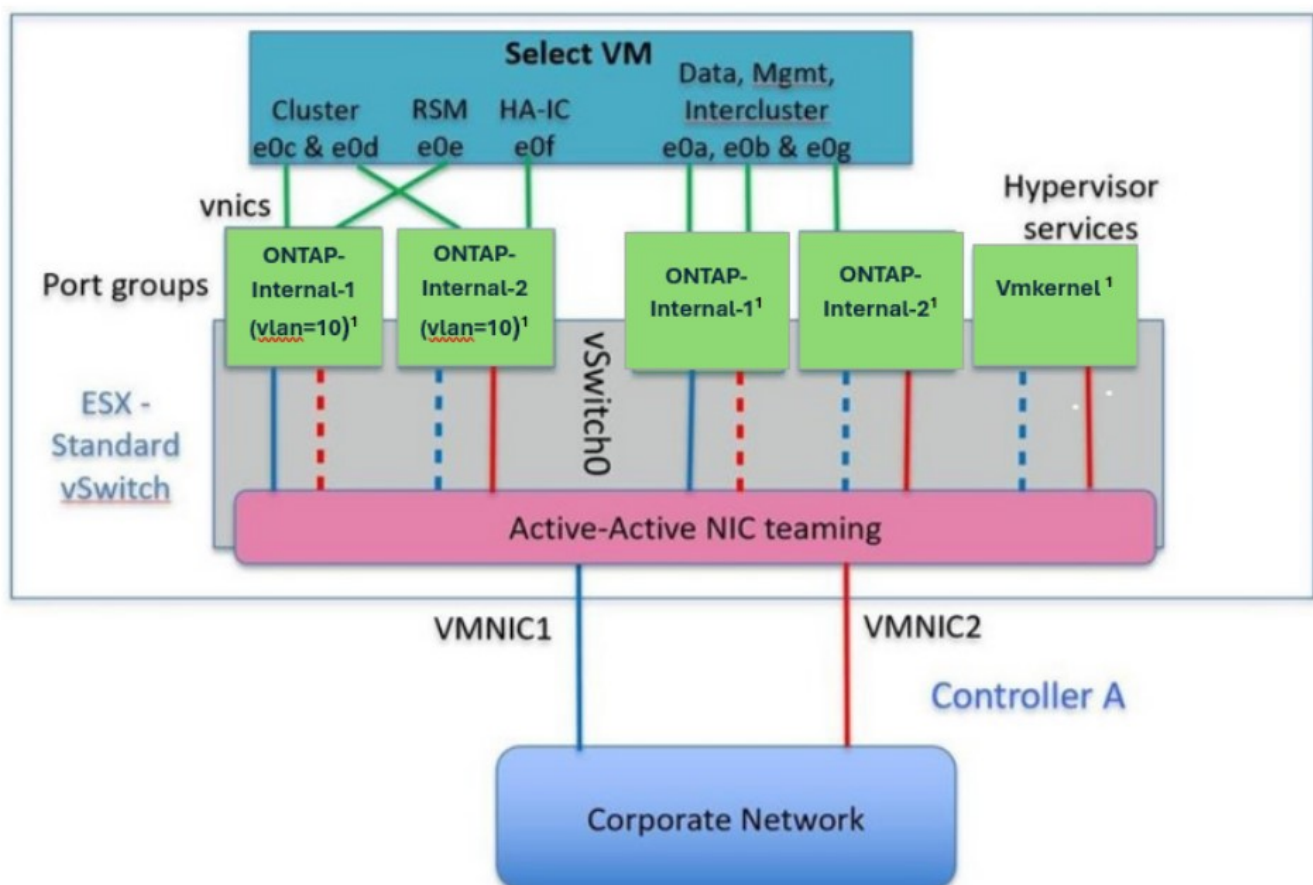 Select VM
Cluster
e0c & e0d
RSM
e0e
HA-IC
e0f
Data, Mgmt,
Intercluster
e0a, e0b & e0g
vnics
Hypervisor
services
Port groups
ONTAP-
Internal-1
(vlan=10)¹
ONTAP-
Internal-2
(vlan=10)¹
ONTAP-
Internal-1¹
ONTAP-
Internal-2¹
Vmkernel ¹
ESX -
Standard
vSwitch
vSwitch0
Active-Active NIC teaming
VMNIC1
VMNIC2
Controller A
Corporate Network